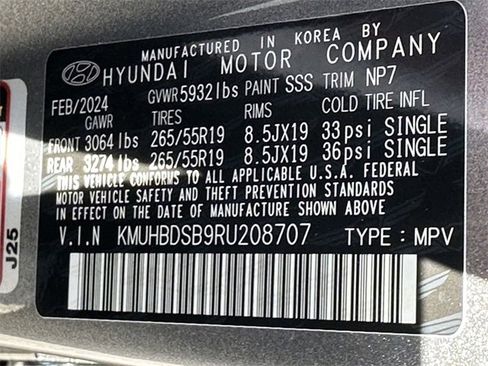 MANUFACTURED IN KOREA BY
HYUNDAI MOTOR COMPANY
FEB/2024 GVWR 5932lbs PAINT SSS TRIM NP7
GAWR TIRES RIMS COLD TIRE INFL
FRONT 3064lbs 265/55R19 8.5JX19 33psi SINGLE
REAR 3274lbs 265/55R19 8.5JX19 36psi SINGLE
THIS VEHICLE CONFORMS TO ALL APPLICABLE U.S.A. FEDERAL
MOTOR VEHICLE SAFETY AND THEFT PREVENTION STANDARDS
IN EFFECT ON THE DATE OF MANUFACTURE SHOWN ABOVE.
V.I.N KMUHBDSB9RU208707 TYPE : MPV
J25